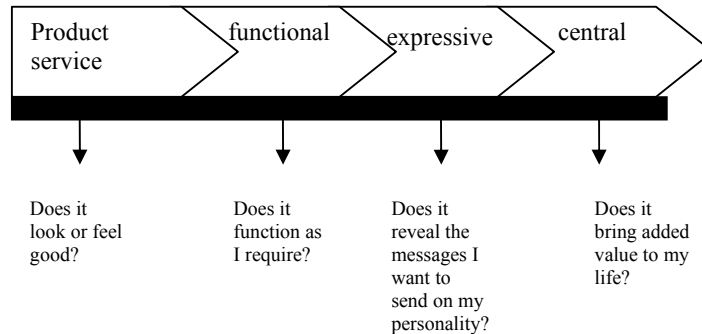 Product
service
functional
expressive
central
Does it
look or feel
good?
Does it
function as
I require?
Does it
reveal the
messages I
want to
send on my
personality?
Does it
bring added
value to my
life?